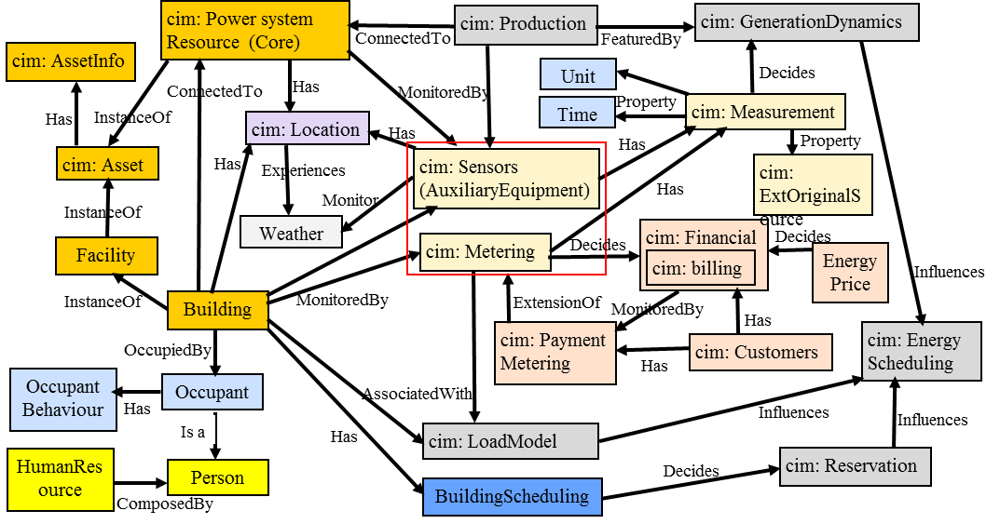 cim: Power system
Resource  (Core)
cim: Production
cim: GenerationDynamics
ConnectedTo
FeaturedBy
cim: AssetInfo
Unit
Decides
ConnectedTo
Has
MonitoredBy
Property
Time
cim: Measurement
Has
InstanceOf
cim: Location
Has
Has
Property
cim: Asset
Has
Experiences
cim: Sensors
(AuxiliaryEquipment)
cim:
ExtOriginalS
ource
Has
InstanceOf
Monitor
Weather
Facility
cim: Metering
Decides
cim: Financial
cim: billing
Decides
Energy
Price
Influences
InstanceOf
Building
MonitoredBy
ExtensionOf
MonitoredBy
Has
OccupiedBy
cim: Payment
Metering
Has
cim: Customers
cim: Energy
Scheduling
Occupant
Behaviour
Has
Occupant
AssociatedWith
Influences
Influences
Is a
Has
cim: LoadModel
HumanRes
ource
Person
ComposedBy
BuildingScheduling
Decides
cim: Reservation